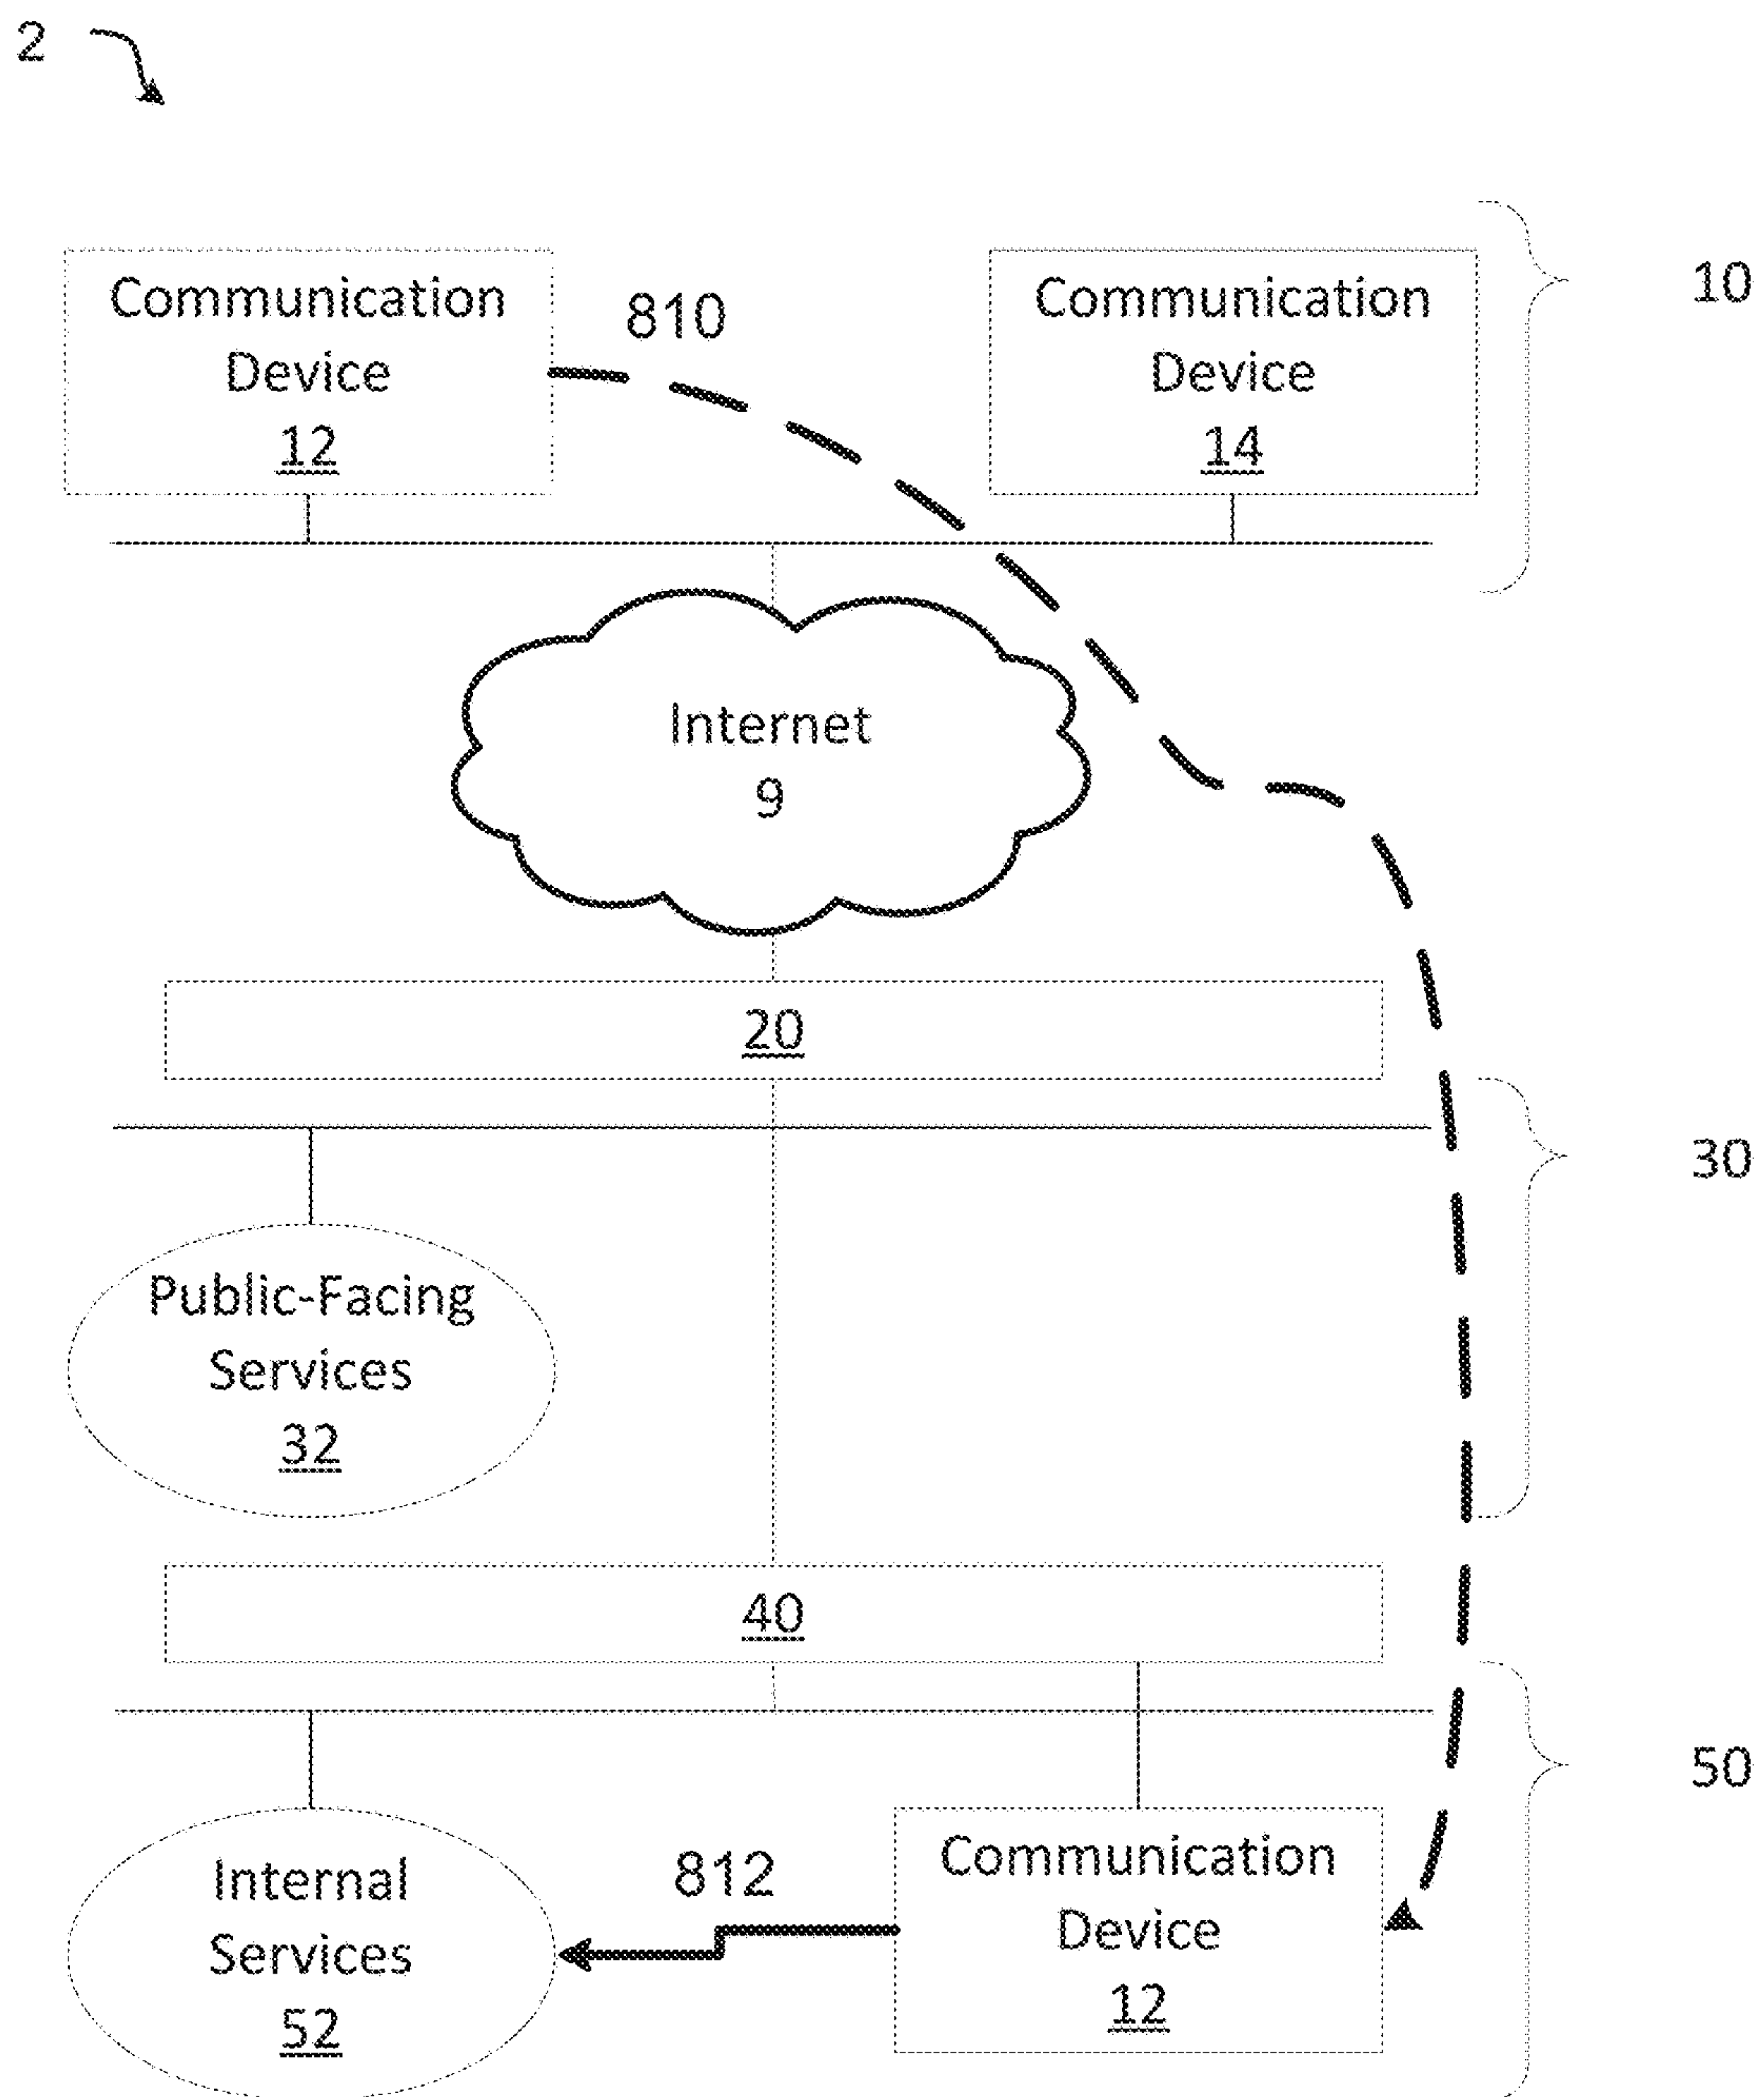 2
Communication
Device
12
810
Communication
Device
14
10
Internet
9
20
30
Public-Facing
Services
32
40
50
Internal
Services
52
812
Communication
Device
12